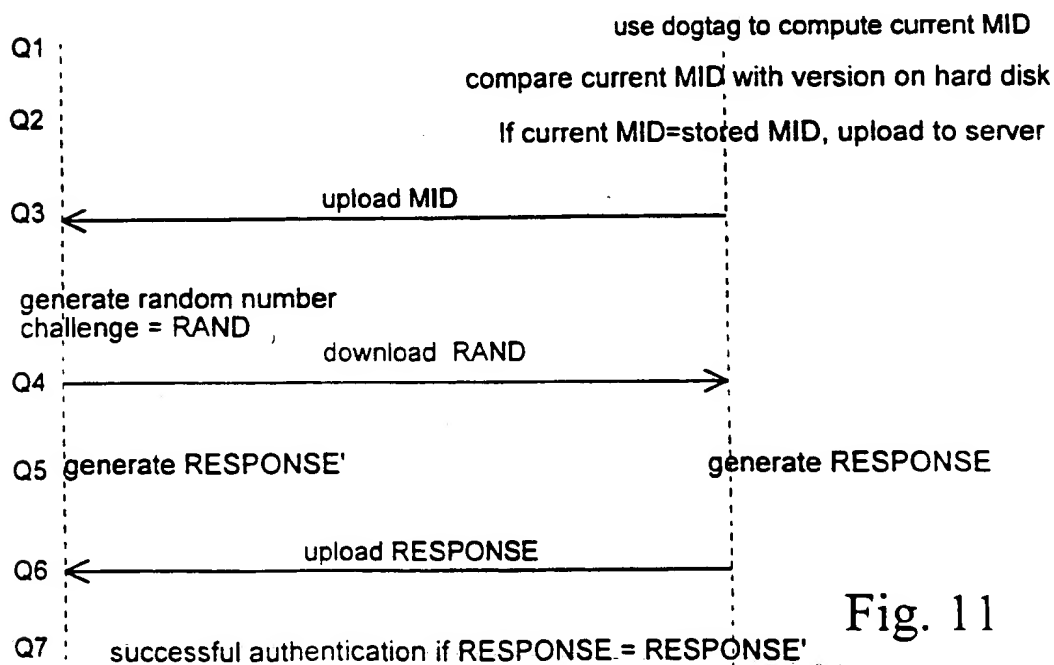 use dogtag to compute current MID
Q1
compare current MID with version on hard disk
Q2
If current MID=stored MID, upload to server
upload MID
Q3
generate random number
challenge = RAND
download RAND
Q4
Q5 generate RESPONSE' generate RESPONSE
upload RESPONSE
Q6
Fig. 11
Q7 successful authentication if RESPONSE = RESPONSE'